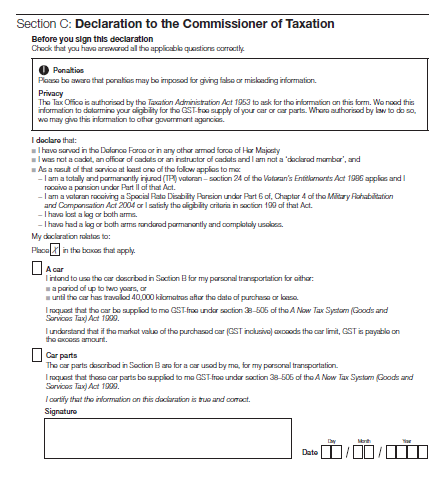 Section C: Declaration to the Commissioner of Taxation
Before you sign this declaration
Check that you have answered all the applicable questions correctly.
! Penalties
Please be aware that penalties may be imposed for giving false or misleading information.
Privacy
The Tax Office is authorised by the Taxation Administration Act 1953 to ask for the information on this form. We need this
information to determine your eligibility for the GST-free supply of your car or car parts. Where authorised by law to do so,
we may give this information to other government agencies.
I declare that:
■ I have served in the Defence Force or in any other armed force of Her Majesty
■ I was not a cadet, an officer of cadets or an instructor of cadets and I am not a 'declared member', and
■ As a result of that service at least one of the follow applies to me:
– I am a totally and permanently injured (TPI) veteran – section 24 of the Veteran's Entitlements Act 1986 applies and I
receive a pension under Part II of that Act.
– I am a veteran receiving a Special Rate Disability Pension under Part 6 of, Chapter 4 of the Military Rehabilitation
and Compensation Act 2004 or I satisfy the eligibility criteria in section 199 of that Act.
– I have lost a leg or both arms.
– I have had a leg or both arms rendered permanently and completely useless.
My declaration relates to:
Place X in the boxes that apply.
A car
I intend to use the car described in Section B for my personal transportation for either:
■ a period of up to two years, or
■ until the car has travelled 40,000 kilometres after the date of purchase or lease.
I request that the car be supplied to me GST-free under section 38–505 of the A New Tax System (Goods and
Services Tax) Act 1999.
I understand that if the market value of the purchased car (GST inclusive) exceeds the car limit, GST is payable on
the excess amount.
Car parts
The car parts described in Section B are for a car used by me, for my personal transportation.
I request that these car parts be supplied to me GST-free under section 38–505 of the A New Tax System (Goods and
Services Tax) Act 1999.
I certify that the information on this declaration is true and correct.
Signature
Day Month Year
Date / /